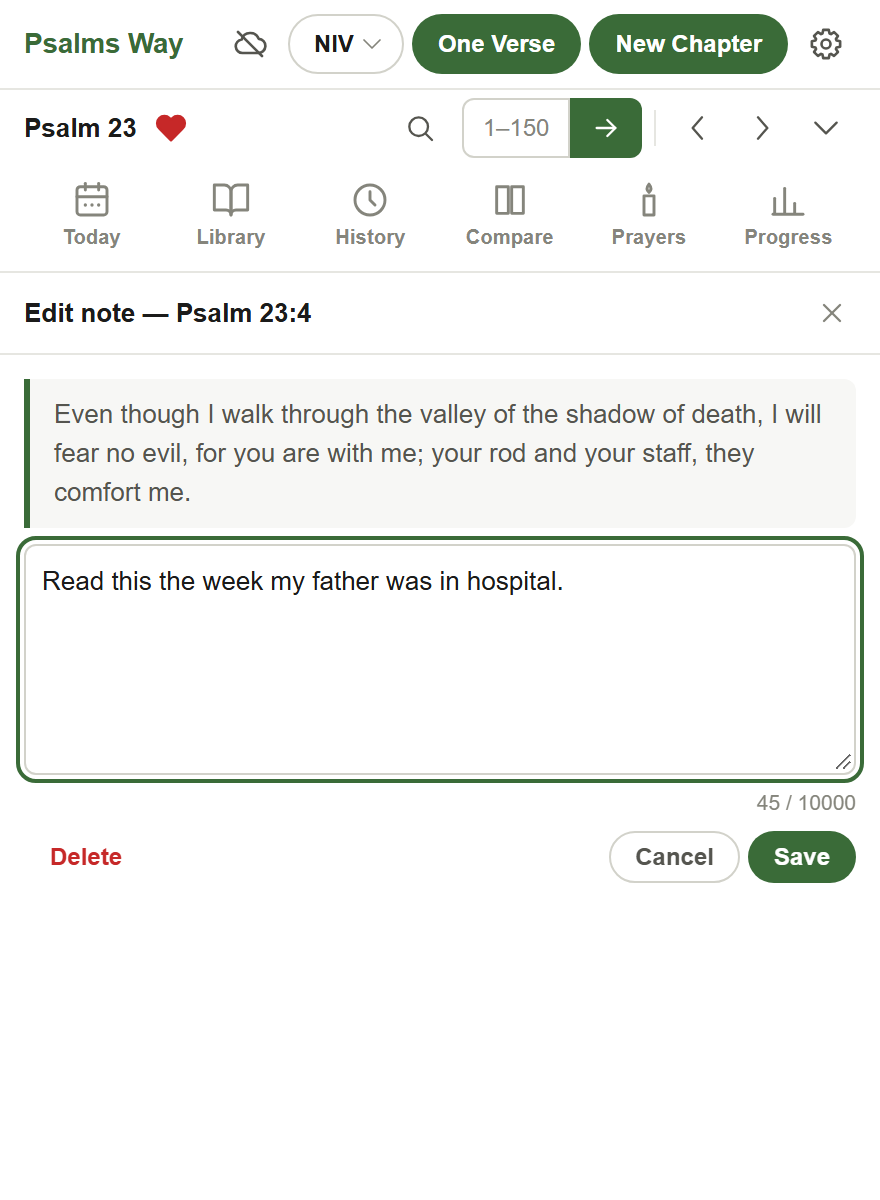 Psalms Way
NIV
One Verse
New Chapter
Psalm 23
1–150
Today
Library
History
Compare
Prayers
Progress
Edit note — Psalm 23:4
Even though I walk through the valley of the shadow of death, I will
fear no evil, for you are with me; your rod and your staff, they
comfort me.
Read this the week my father was in hospital.
45 / 10000
Delete
Cancel
Save